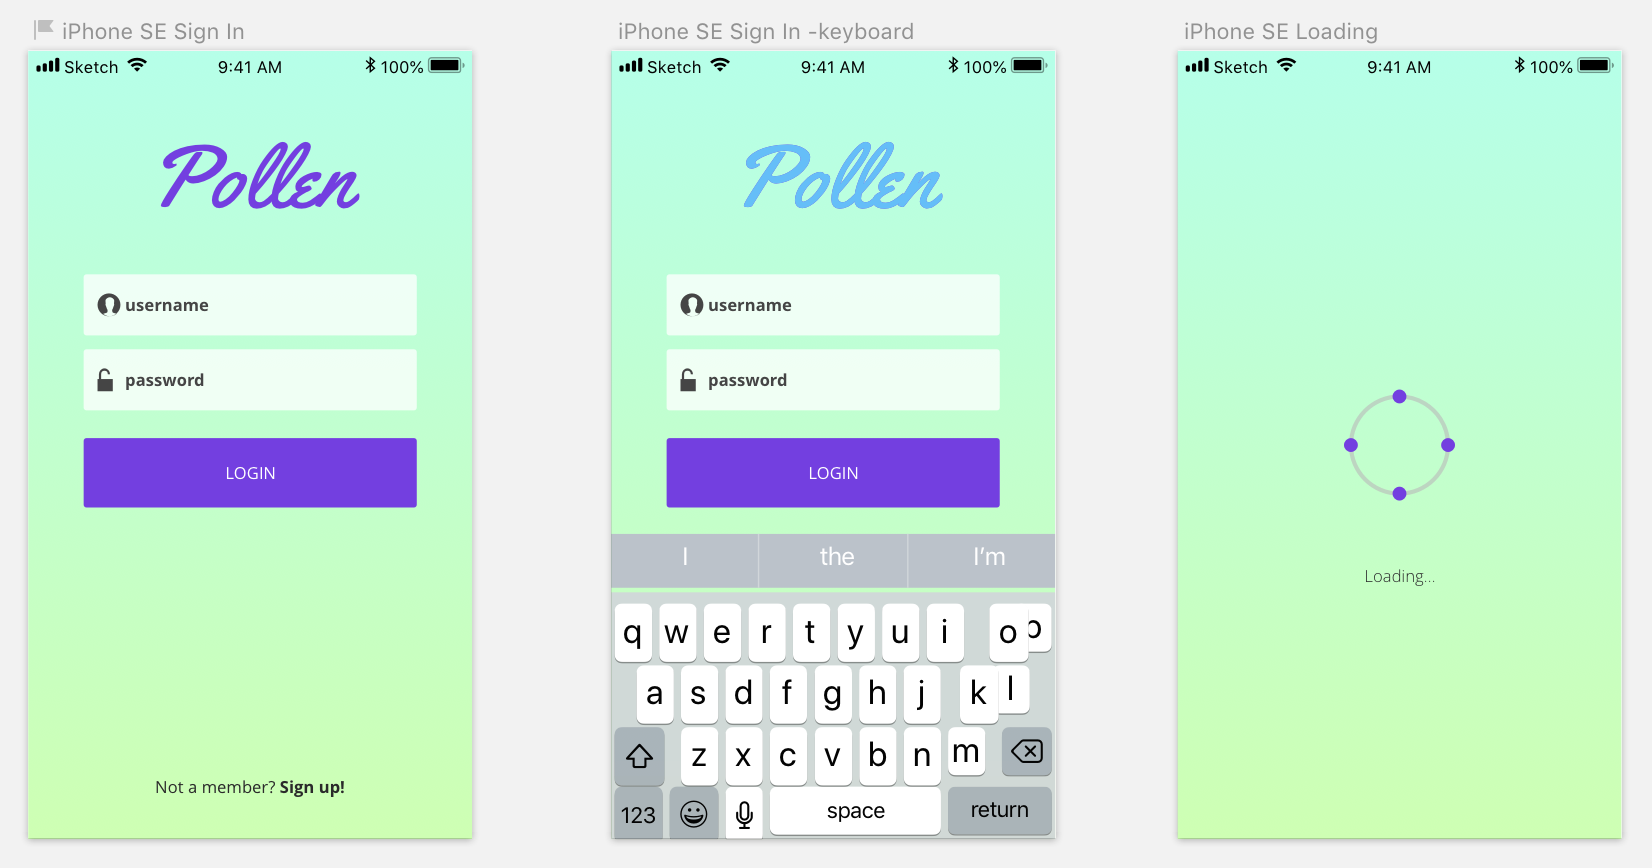 iPhone SE Sign In
Sketch 9:41 AM 100%
Pollen
username
password
LOGIN
Not a member? Sign up!
iPhone SE Sign In -keyboard
Sketch 9:41 AM 100%
Pollen
username
password
LOGIN
I the I’m
q w e r t y u i o p
a s d f g h j k l
z x c v b n m
123 space return
iPhone SE Loading
Sketch 9:41 AM 100%
Loading...